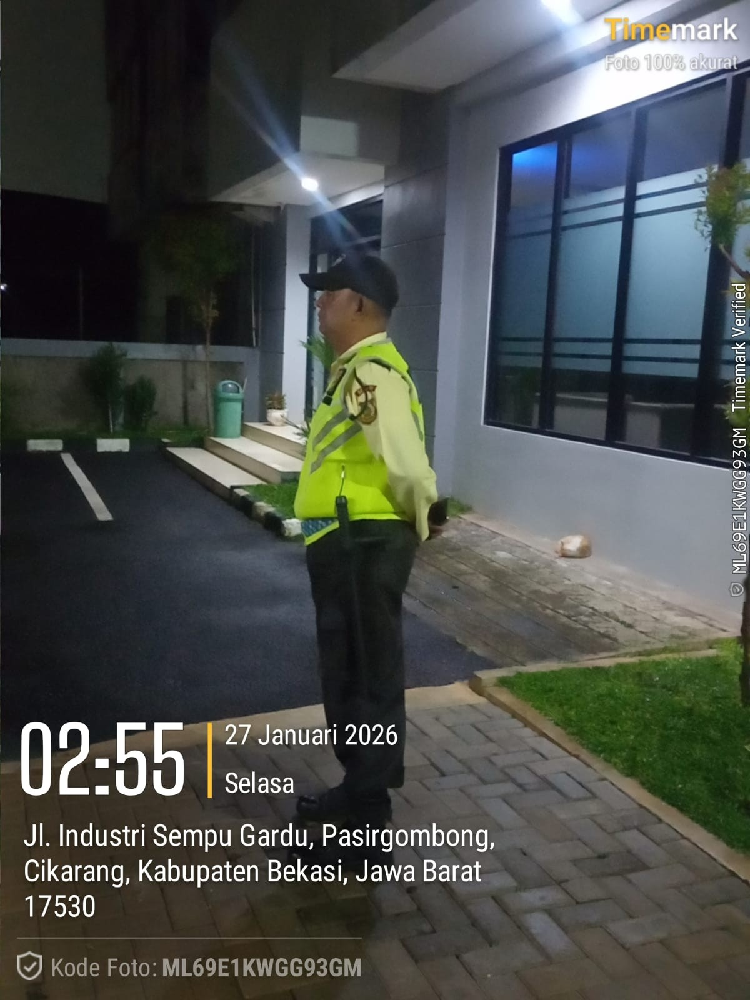 Timemark
Foto 100% akurat
ML69E1KWGG93GM Timemark Verified
02:55
27 Januari 2026
Selasa
Jl. Industri Sempu Gardu, Pasirgombong,
Cikarang, Kabupaten Bekasi, Jawa Barat
17530
Kode Foto: ML69E1KWGG93GM